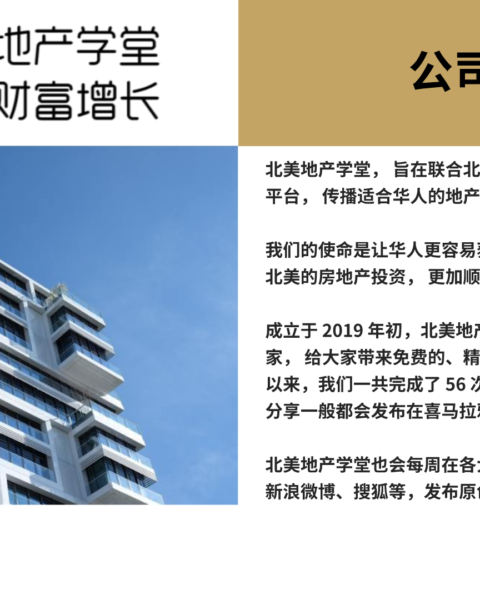 地产学堂
财富增长
公司
北美地产学堂， 旨在联合北
平台， 传播适合华人的地产
我们的使命是让华人更容易
北美的房地产投资， 更加顺
成立于 2019 年初，北美地产
家， 给大家带来免费的、精
以来，我们一共完成了 56 次
分享一般都会发布在喜马拉雅
北美地产学堂也会每周在各大
新浪微博、搜狐等，发布原创